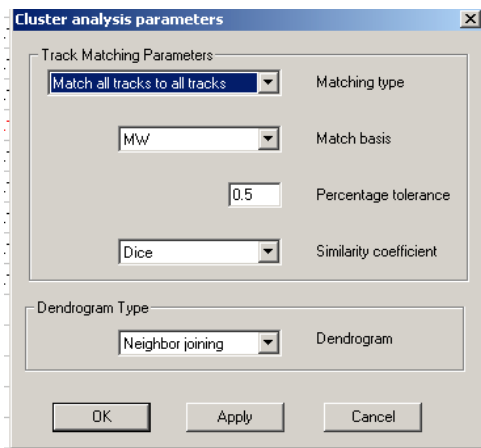 Cluster analysis parameters
Track Matching Parameters
Match all tracks to all tracks Matching type
MW Match basis
0.5 Percentage tolerance
Dice Similarity coefficient
Dendrogram Type
Neighbor joining Dendrogram
OK Apply Cancel